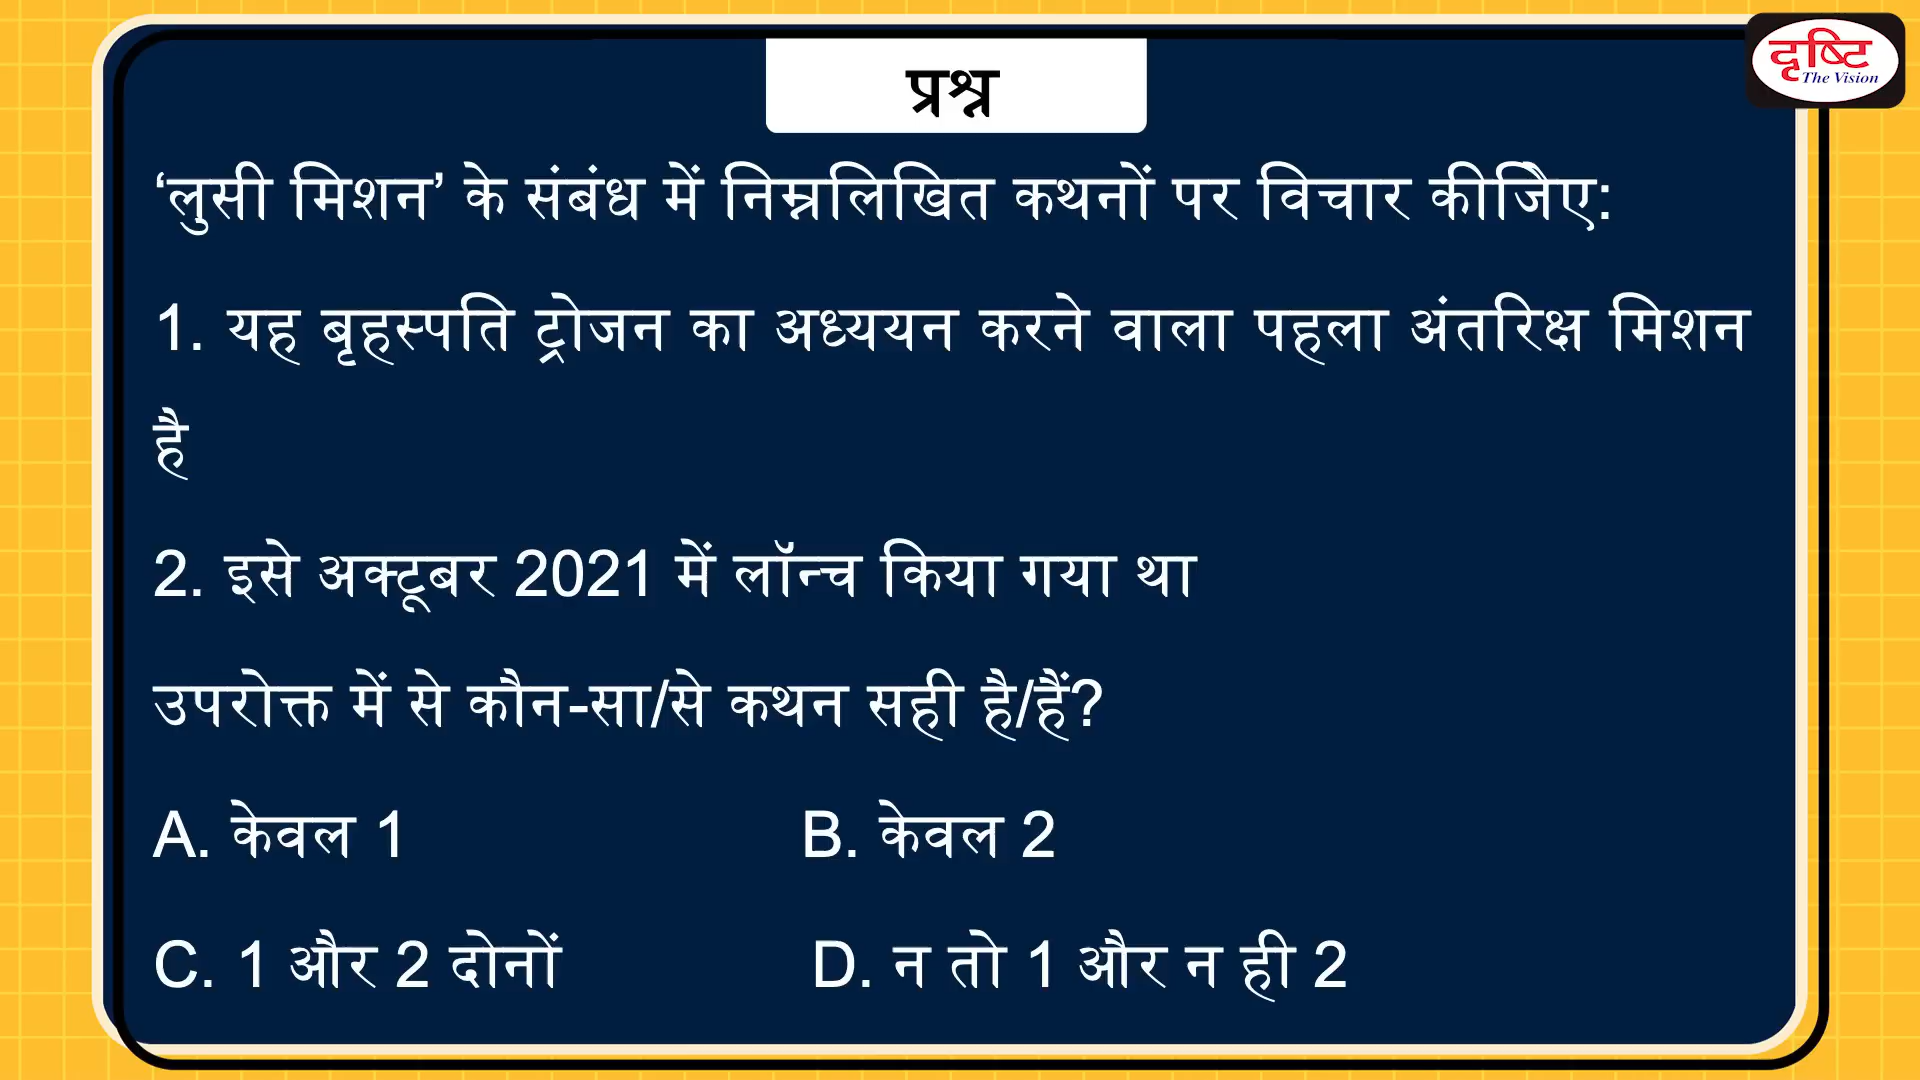 प्रश्न
दृष्टि
The Vision
‘लुसी मिशन’ के संबंध में निम्नलिखित कथनों पर विचार कीजिए:
1. यह बृहस्पति ट्रोजन का अध्ययन करने वाला पहला अंतरिक्ष मिशन
है
2. इसे अक्टूबर 2021 में लॉन्च किया गया था
उपरोक्त में से कौन-सा/से कथन सही है/हैं?
A. केवल 1 B. केवल 2
C. 1 और 2 दोनों D. न तो 1 और न ही 2